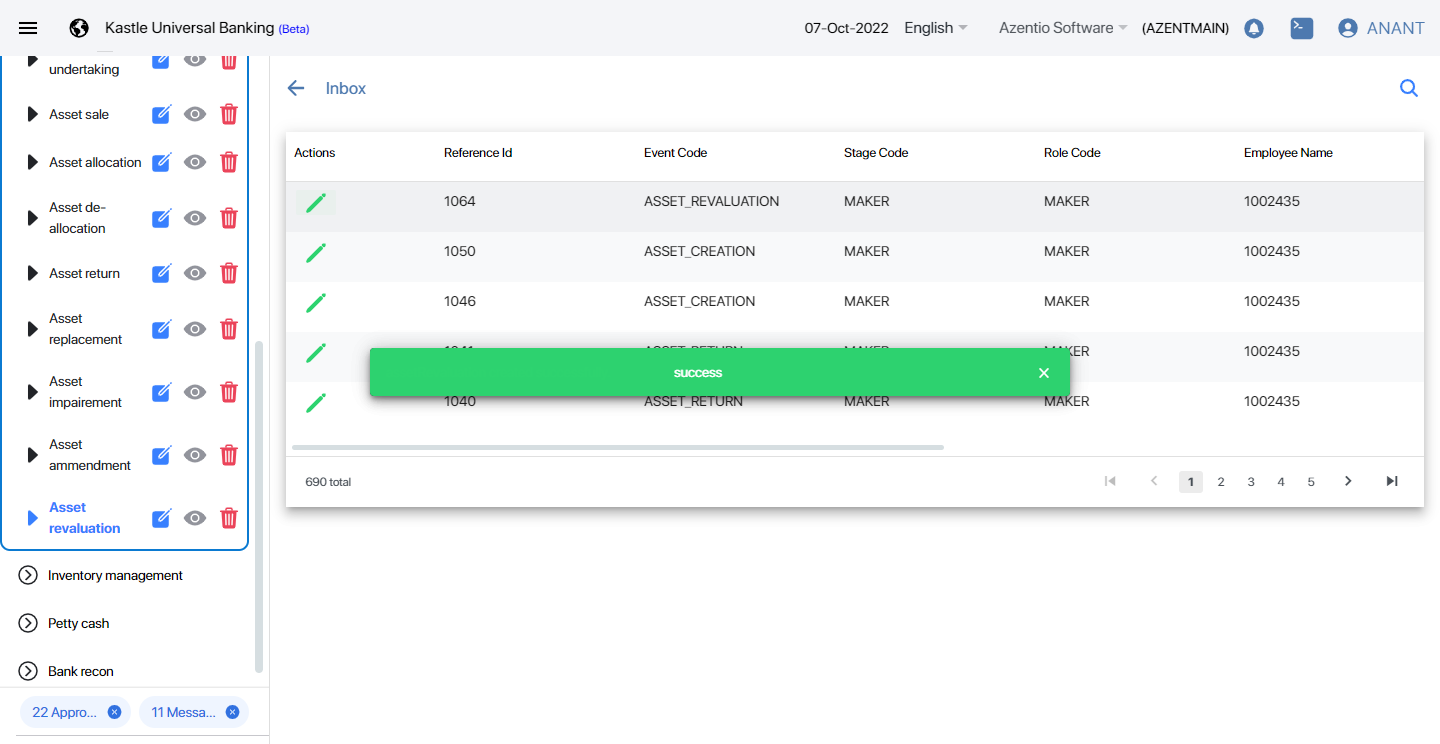 Kastle Universal Banking (Beta)
07-Oct-2022
English
Azentio Software
(AZENTMAIN)
ANANT
undertaking
Asset sale
Asset allocation
Asset de-
allocation
Asset return
Asset
replacement
Asset
impairement
Asset
ammendment
Asset
revaluation
Inventory management
Petty cash
Bank recon
22 Appro...
11 Messa...
Inbox
Actions Reference Id Event Code Stage Code Role Code Employee Name
1064 ASSET_REVALUATION MAKER MAKER 1002435
1050 ASSET_CREATION MAKER MAKER 1002435
1046 ASSET_CREATION MAKER MAKER 1002435
ASSET_RETURN MAKER MAKER 1002435
success
1040 ASSET_RETURN MAKER MAKER 1002435
690 total
1 2 3 4 5